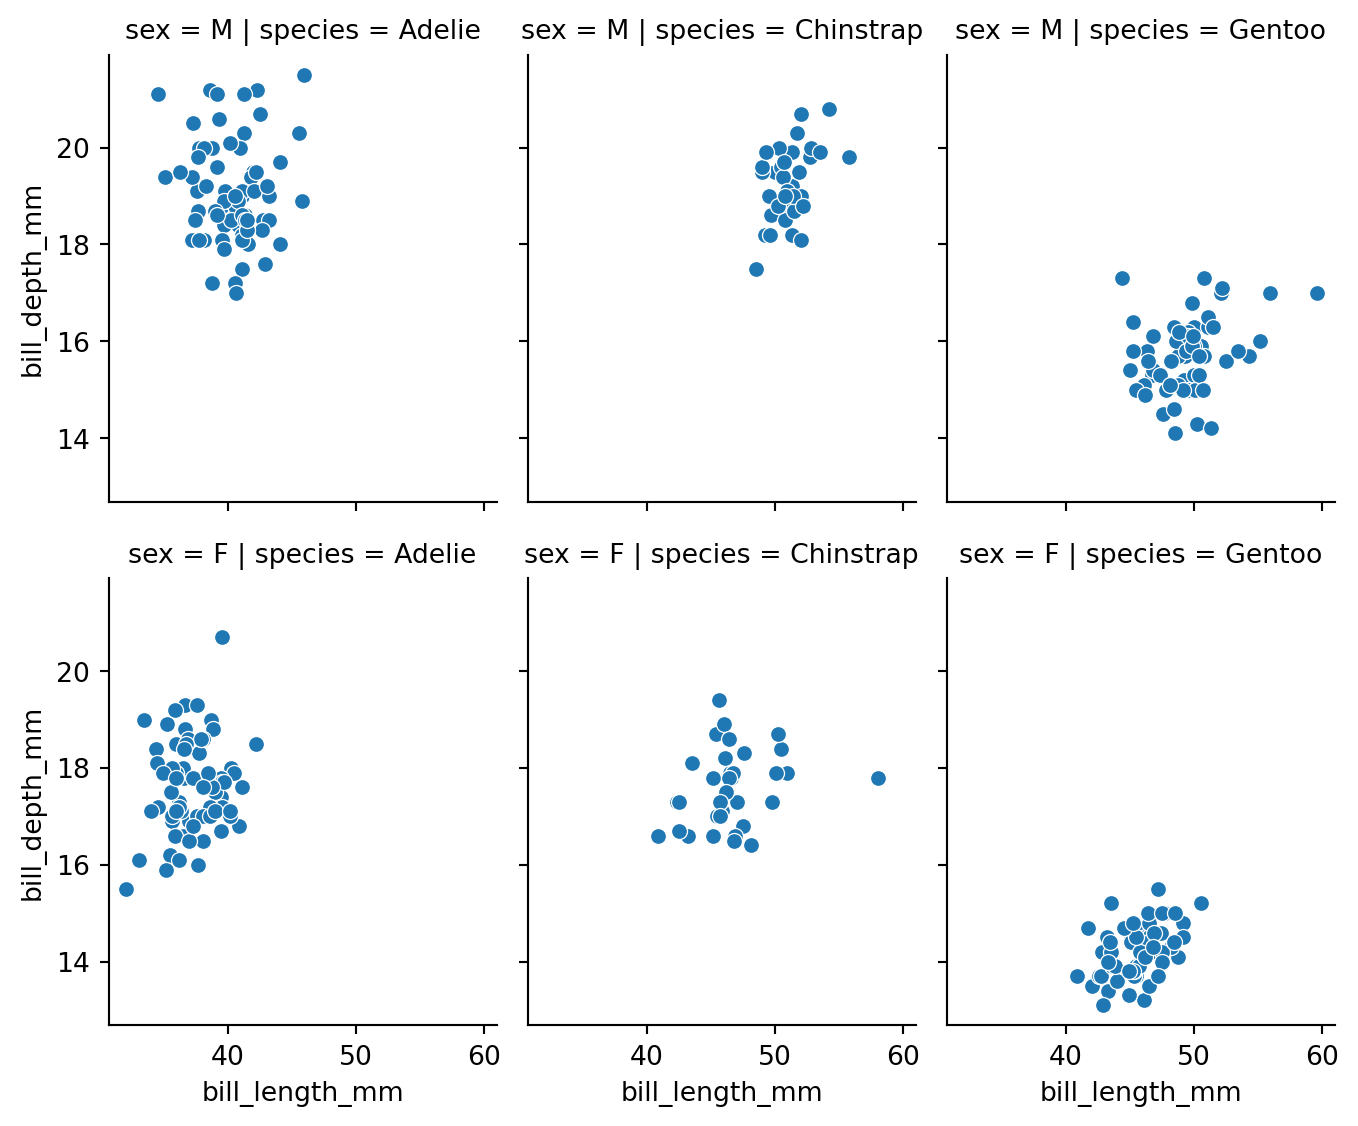 sex = M | species = Adelie
sex = M | species = Chinstrap
sex = M | species = Gentoo
20
18
16
14
bill_depth_mm
sex = F | species = Adelie
sex = F | species = Chinstrap
sex = F | species = Gentoo
20
18
16
14
bill_depth_mm
40 50 60
40 50 60
40 50 60
bill_length_mm
bill_length_mm
bill_length_mm